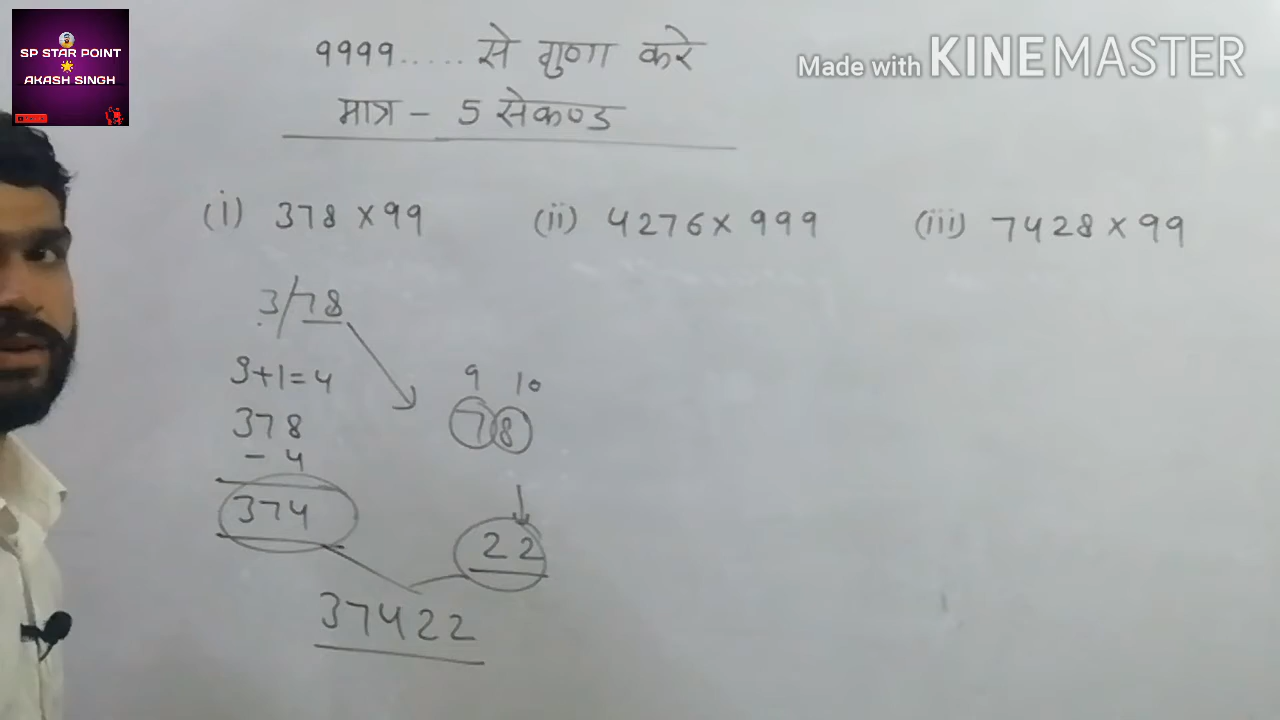 SP STAR POINT
AKASH SINGH
Made with KINEMASTER
9999...... से गुणा करे
मात्र - 5 सेकण्ड
(i) 378 × 99
(ii) 4276 × 999
(iii) 7428 × 99
3/78
3+1=4
378
- 4
374
9 10
78
22
37422